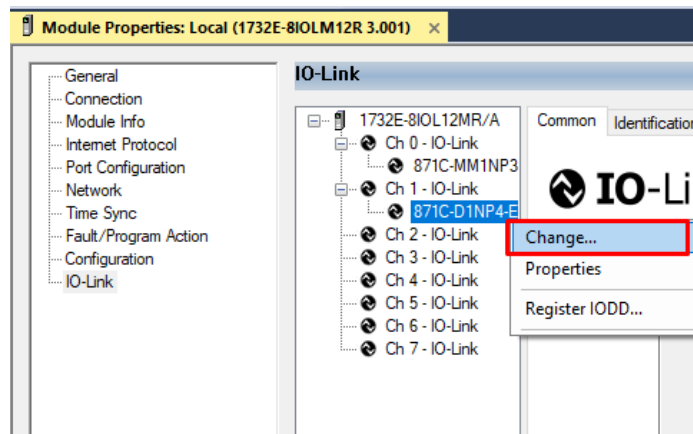 Module Properties: Local (1732E-8IOLM12R 3.001) ×
General
Connection
Module Info
Internet Protocol
Port Configuration
Network
Time Sync
Fault/Program Action
Configuration
IO-Link
IO-Link
1732E-8IOL12MR/A
Ch 0 - IO-Link
871C-MM1NP3
Ch 1 - IO-Link
871C-D1NP4-E
Ch 2 - IO-Link
Ch 3 - IO-Link
Ch 4 - IO-Link
Ch 5 - IO-Link
Ch 6 - IO-Link
Ch 7 - IO-Link
Common Identification
IO-Li
Change...
Properties
Register IODD...